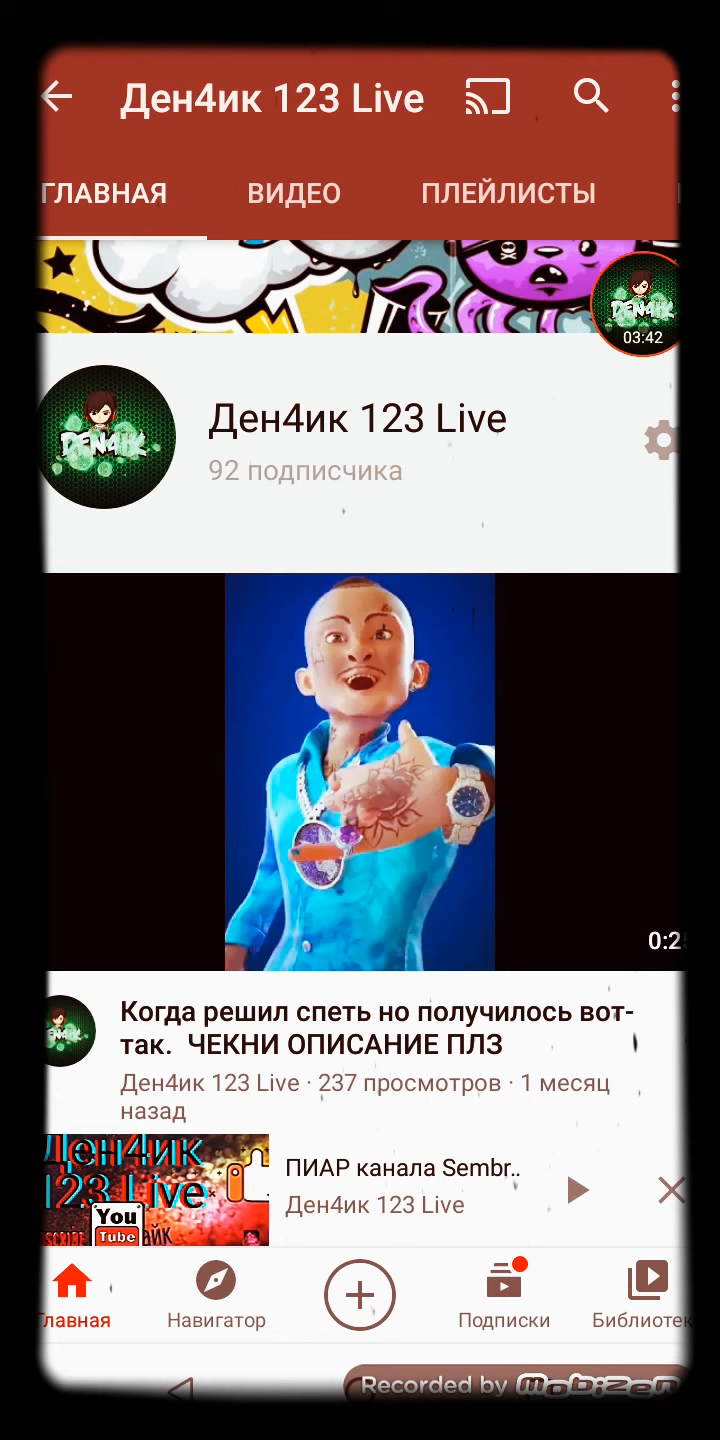 Ден4ик 123 Live
ГЛАВНАЯ ВИДЕО ПЛЕЙЛИСТЫ
DEN4IK
03:42
DEN4IK
Ден4ик 123 Live
92 подписчика
Когда решил спеть но получилось вот-
так. ЧЕКНИ ОПИСАНИЕ ПЛЗ
Ден4ик 123 Live · 237 просмотров · 1 месяц
назад
Ден4ик
123 Live
You
Tube
ПИАР канала Sembr..
Ден4ик 123 Live
Главная Навигатор Подписки Библиотек
Recorded by mobizen